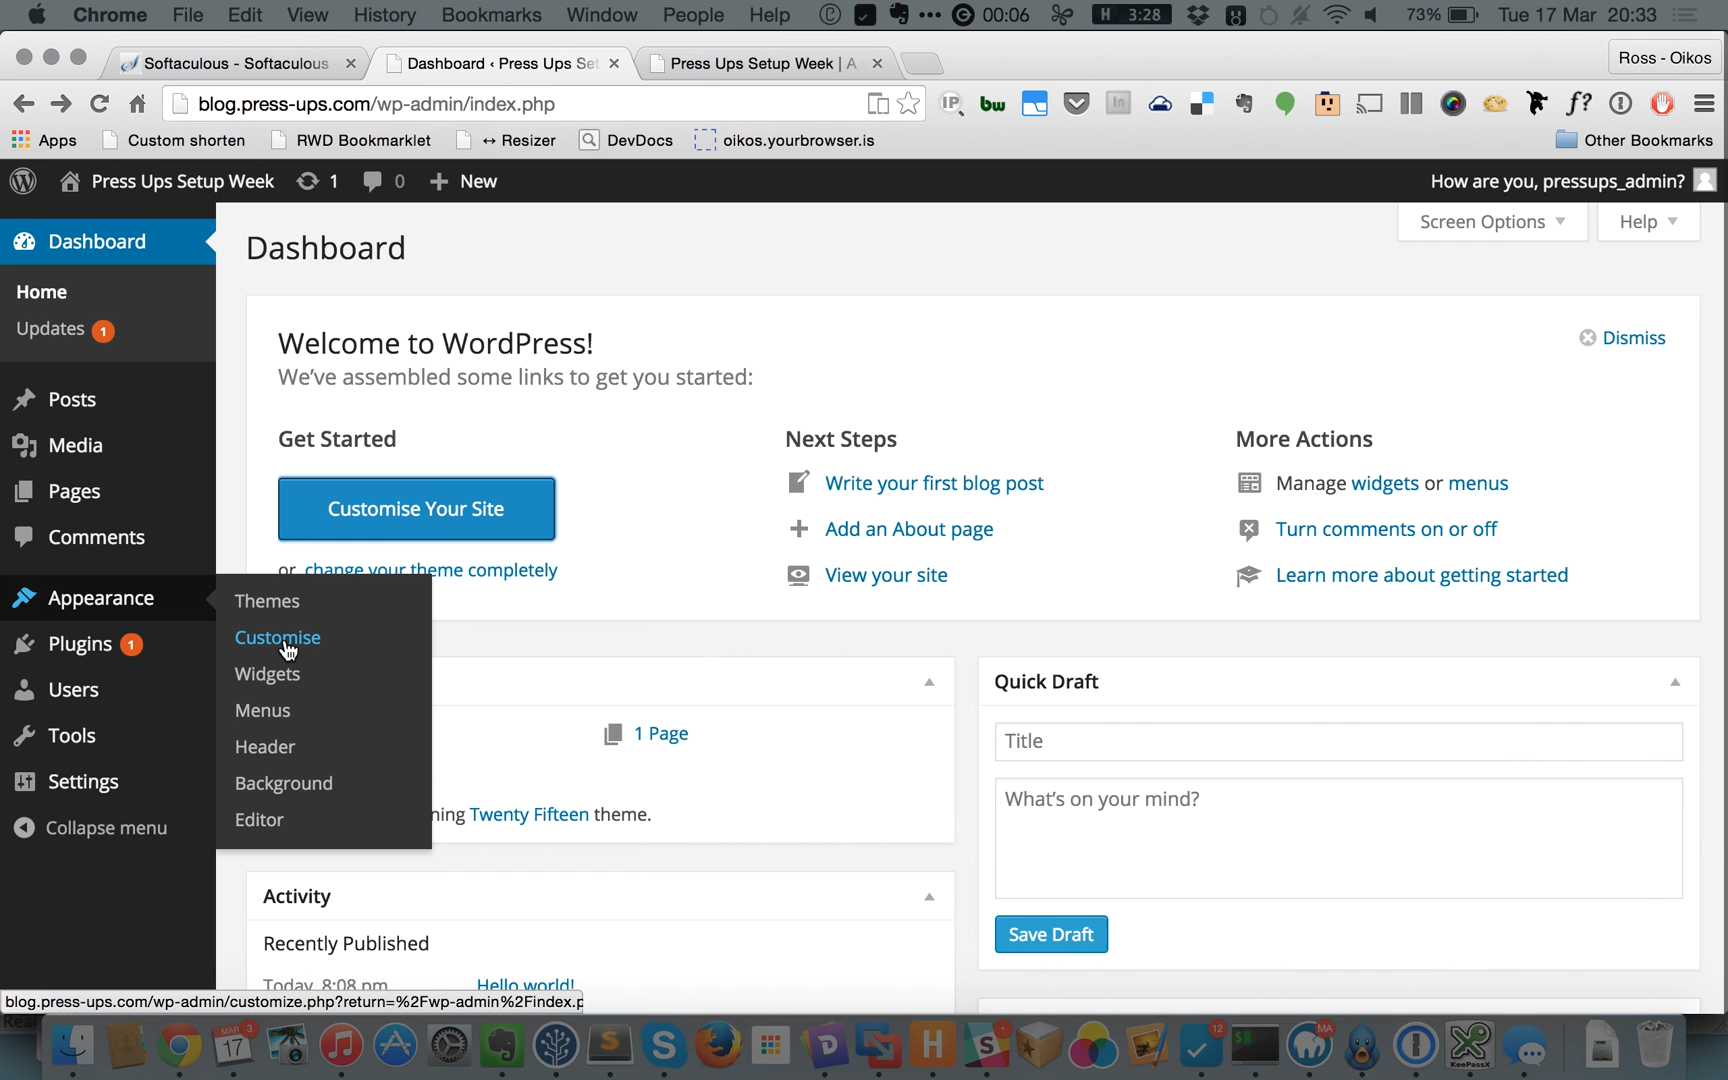 Chrome File Edit View History Bookmarks Window People Help 00:06 H 3:28 73% Tue 17 Mar 20:33
Softaculous - Softaculous Dashboard ‹ Press Ups Set Press Ups Setup Week | A Ross - Oikos
blog.press-ups.com/wp-admin/index.php
Apps Custom shorten RWD Bookmarklet ↔ Resizer DevDocs oikos.yourbrowser.is Other Bookmarks
Press Ups Setup Week 1 0 + New How are you, pressups_admin?
Screen Options Help
Dashboard
Dashboard
Home
Updates 1
Posts
Media
Pages
Comments
Appearance
Plugins 1
Users
Tools
Settings
Collapse menu
Themes
Customise
Widgets
Menus
Header
Background
Editor
Welcome to WordPress!
We've assembled some links to get you started:
Dismiss
Get Started
Customise Your Site
or change your theme completely
Next Steps
Write your first blog post
Add an About page
View your site
More Actions
Manage widgets or menus
Turn comments on or off
Learn more about getting started
1 Page
ning Twenty Fifteen theme.
Activity
Recently Published
Today, 8:08 pm Hello world!
Quick Draft
Title
What's on your mind?
Save Draft
blog.press-ups.com/wp-admin/customize.php?return=%2Fwp-admin%2Findex.p
MAR 3
17
12
MA
KeePassX